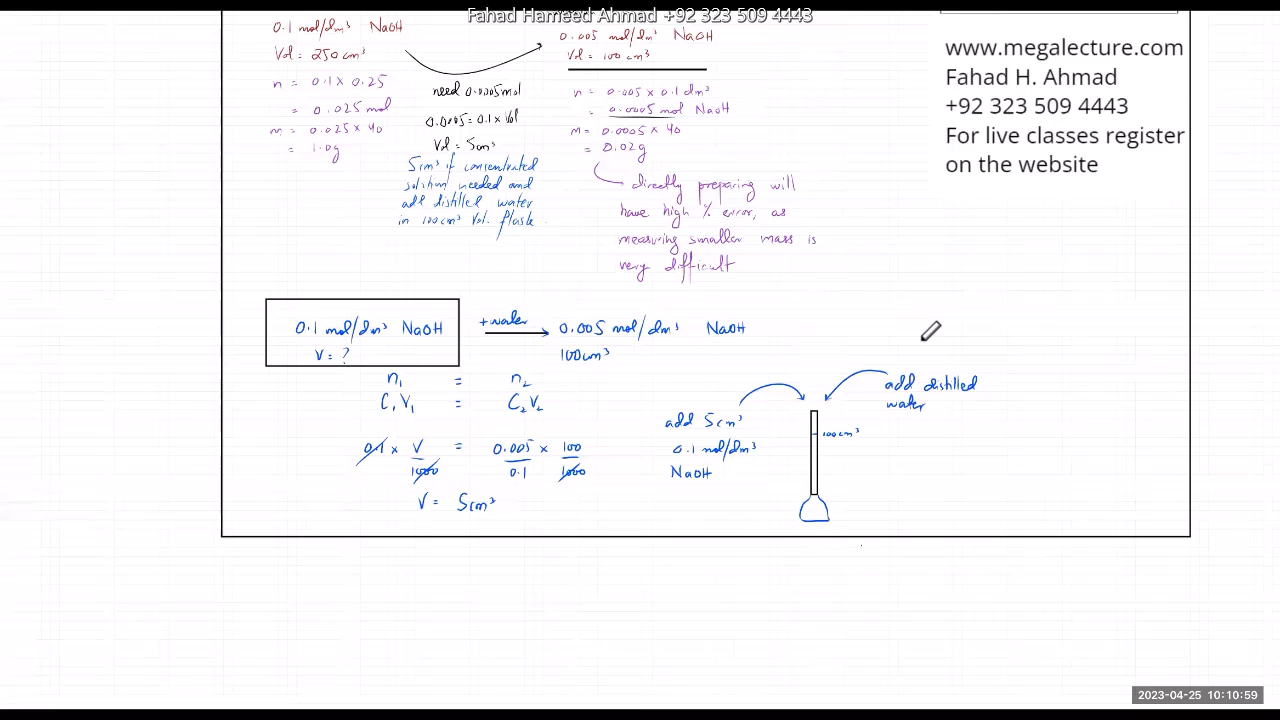 Fahad Hameed Ahmad +92 323 509 4443
0.1 mol/dm³ NaOH
Vol = 250 cm³
n = 0.1 x 0.25
= 0.025 mol
m = 0.025 x 40
= 1.0g
need 0.0005mol
0.0005 = 0.1 x Vol
Vol = 5cm³
5cm³ of concentrated
solution needed and
add distilled water
in 100cm³ Vol. flask.
0.005 mol/dm³ NaOH
Vol = 100 cm³
n = 0.005 x 0.1 dm³
= 0.0005 mol NaOH
m = 0.0005 x 40
= 0.02g
directly preparing will
have high % error, as
measuring smaller mass is
very difficult
www.megalecture.com
Fahad H. Ahmad
+92 323 509 4443
For live classes register
on the website
0.1 mol/dm³ NaOH
V = ?
+water
0.005 mol/dm³ NaOH
100cm³
n₁ = n₂
C₁V₁ = C₂V₂
0.1 x V/1000 = 0.005/0.1 x 100/1000
V = 5cm³
add 5cm³
0.1 mol/dm³
NaOH
add distilled
water
100cm³
2023-04-25 10:10:59